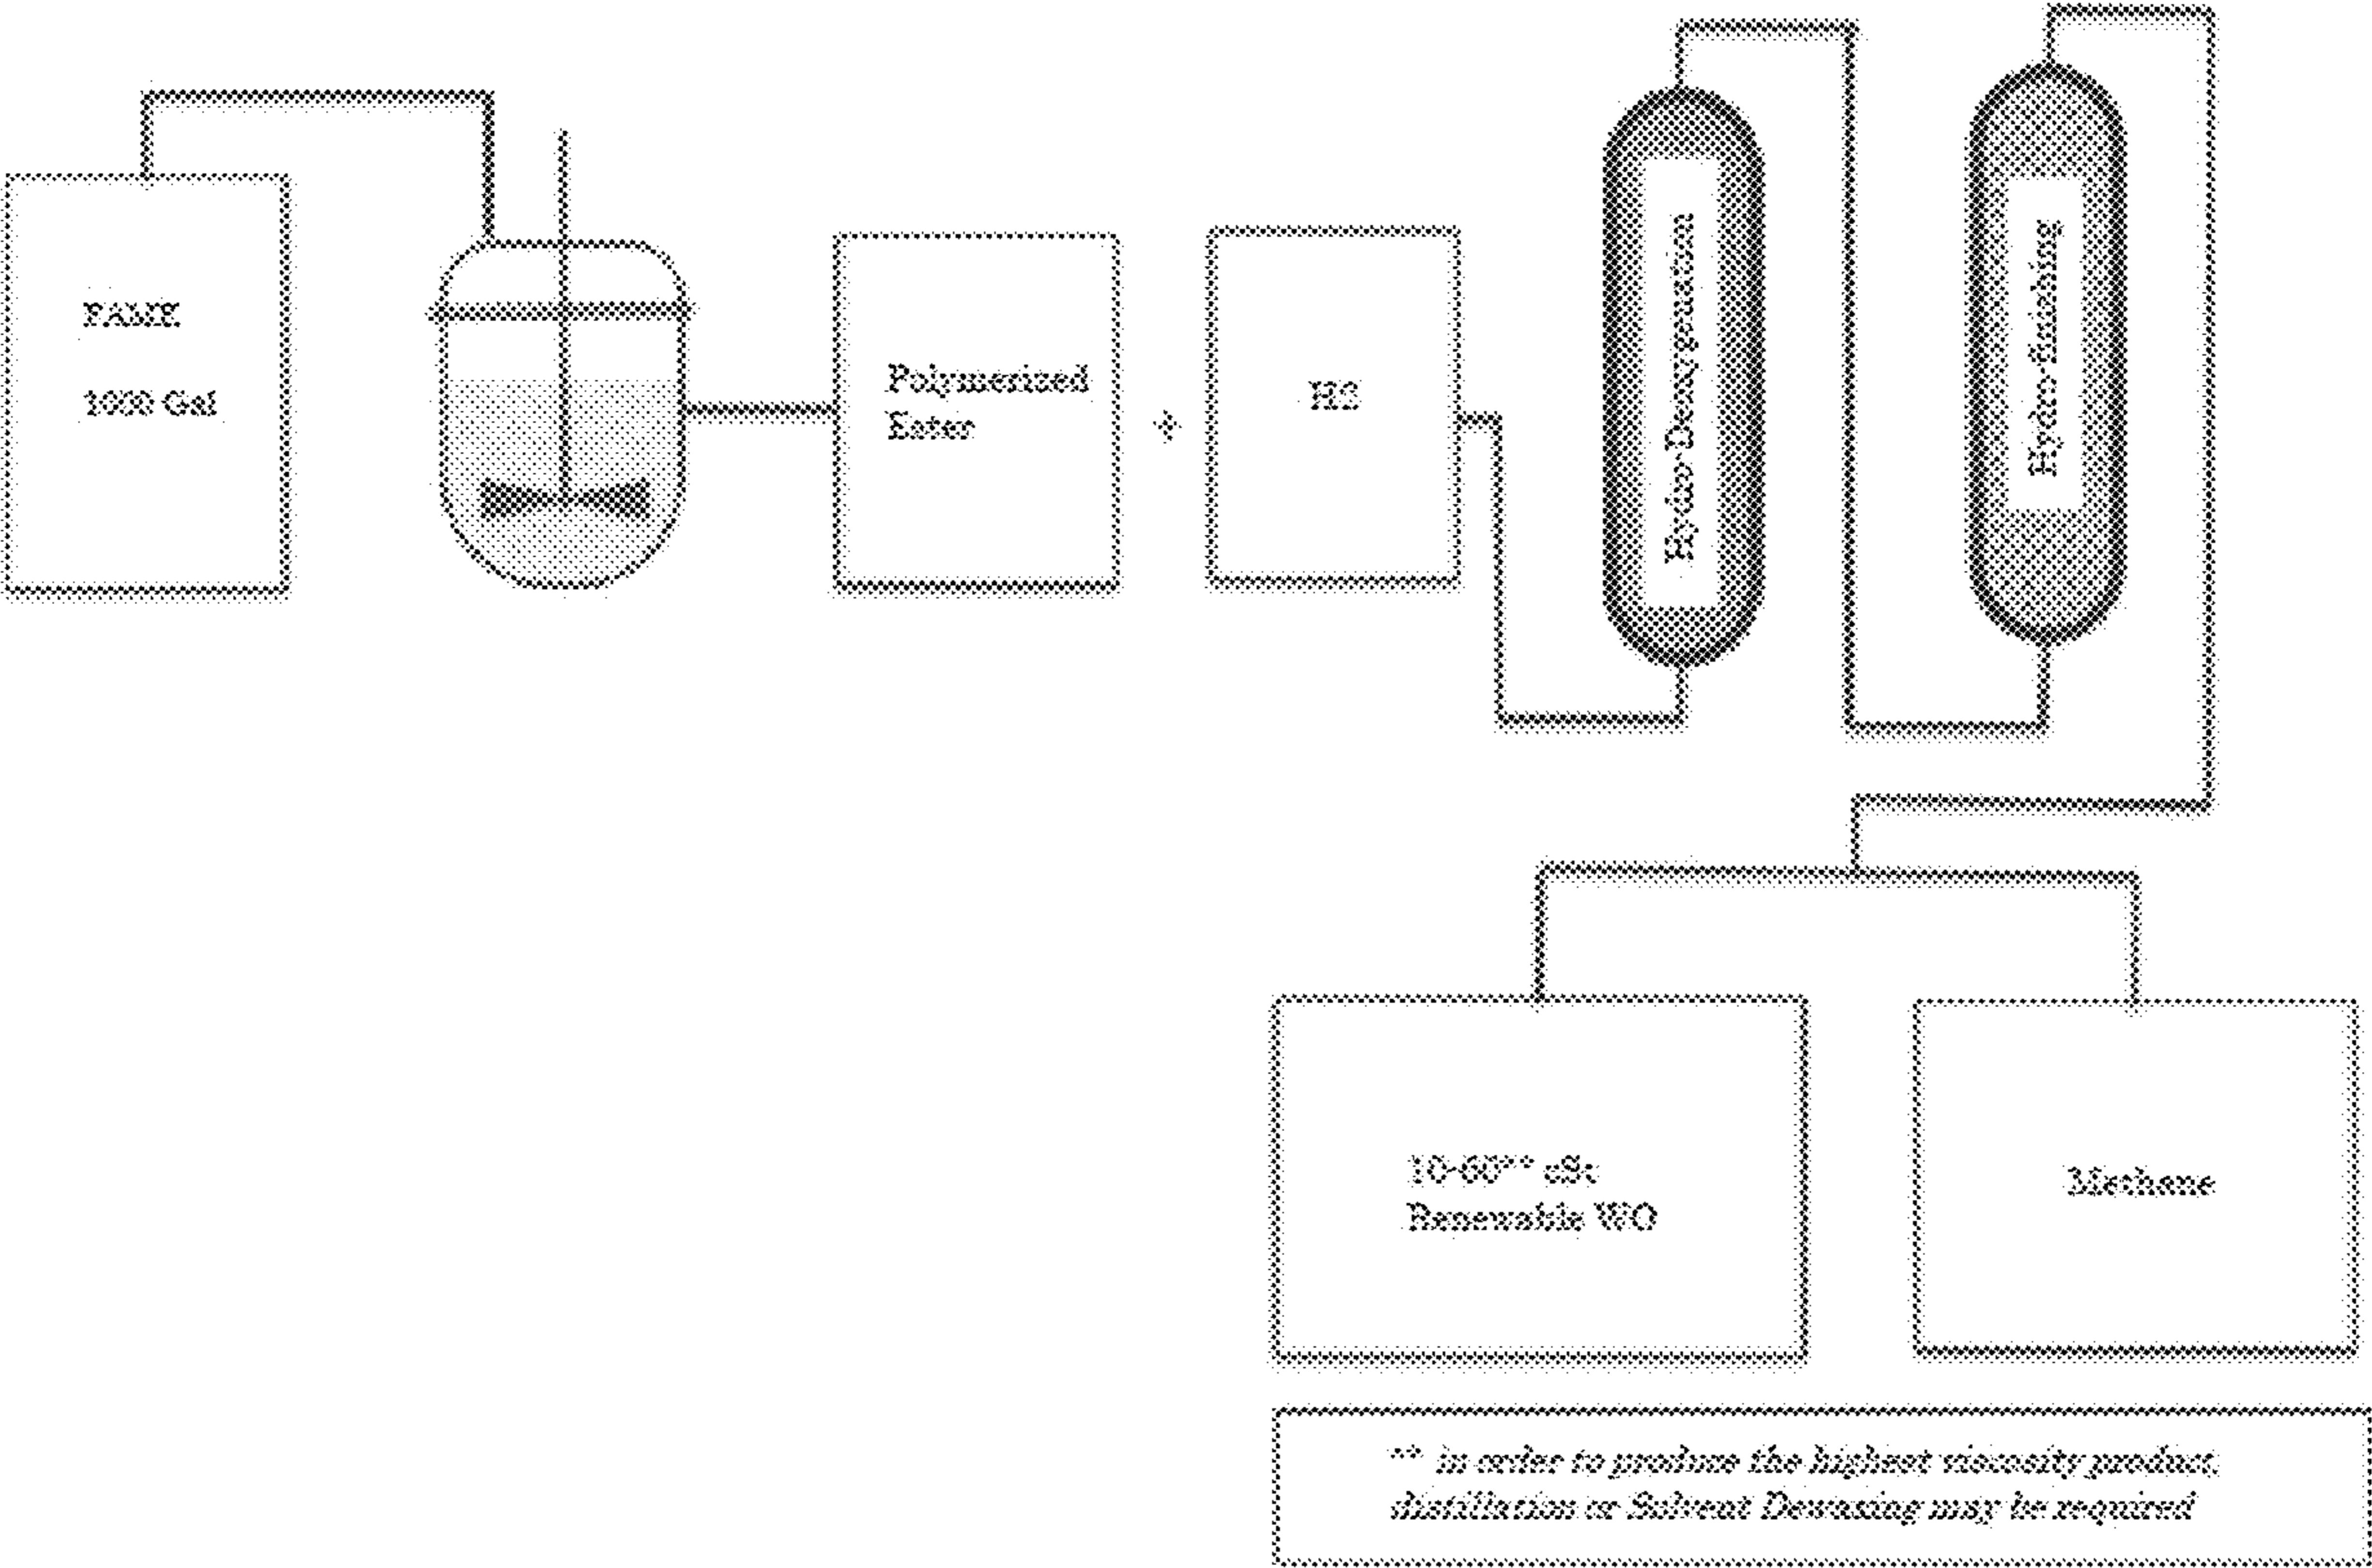 FAME
1000 Gal
Polymerized
Ester
+
H2
Hydro-Deoxygenation
Hydro-finishing
10-60** cSt
Renewable WO
Methane
** in order to produce the highest viscosity product,
distillation or Solvent Dewaxing may be required